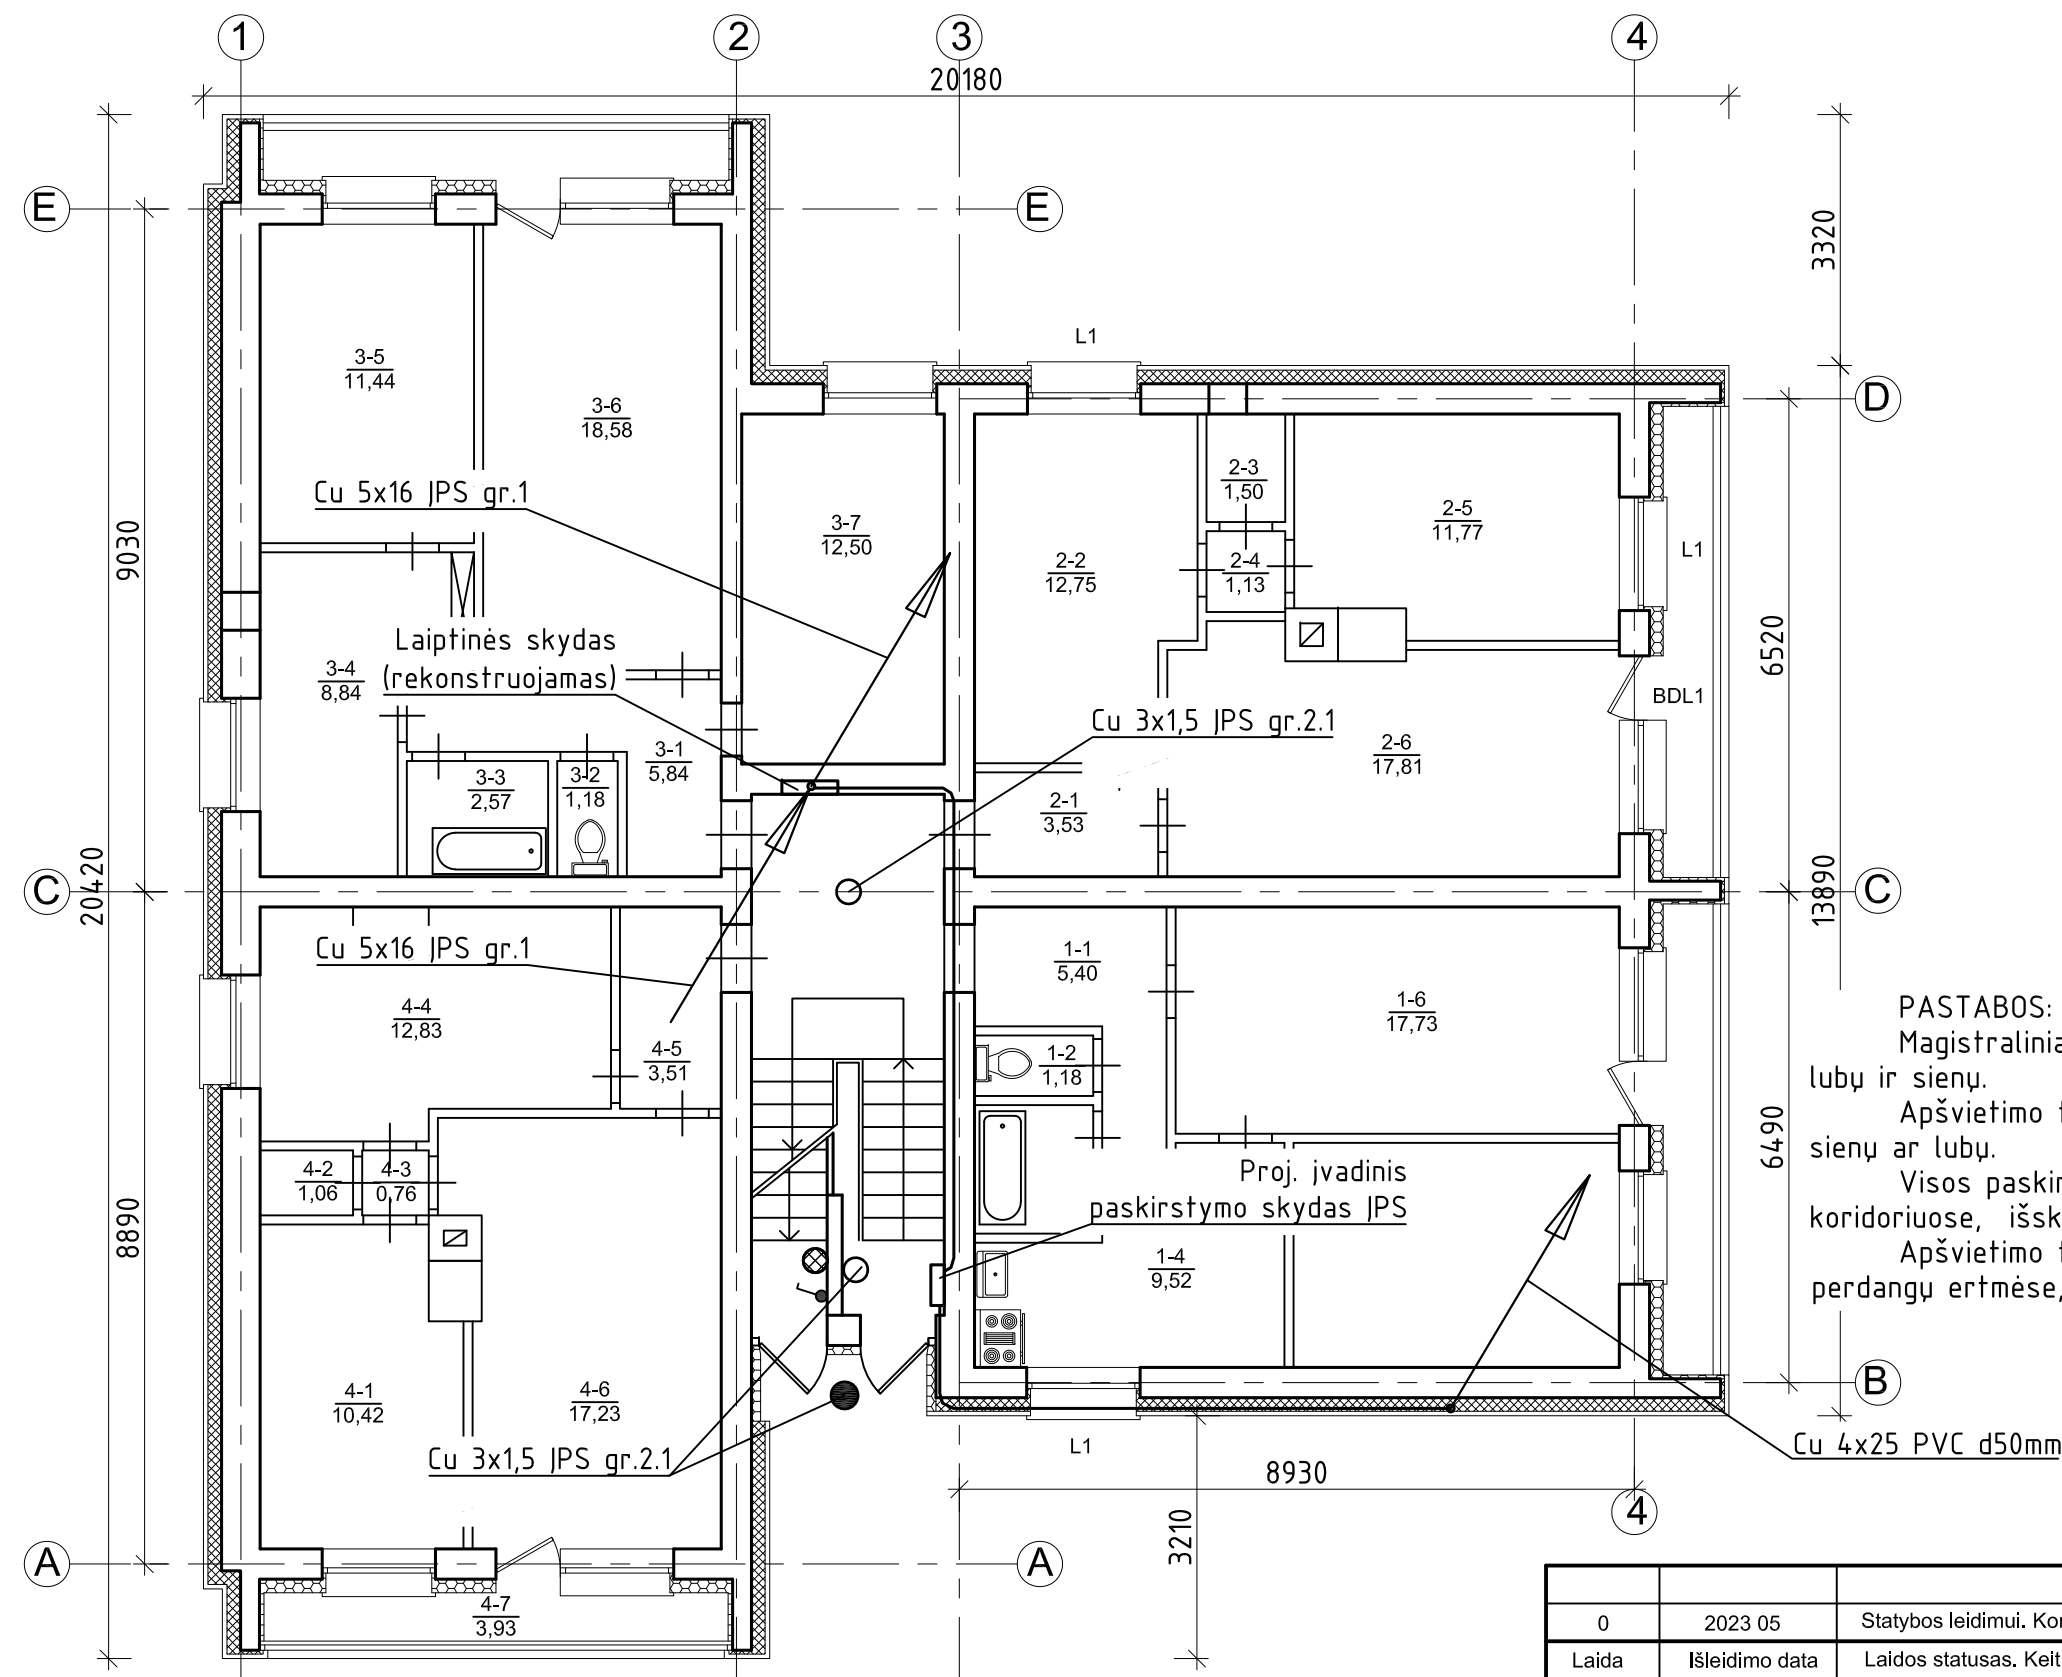 1
2
3
4
20180
E
E
3320
L1
3-5
11,44
3-6
18,58
D
Cu 5x16 ĮPS gr.1
2-3
1,50
2-5
11,77
3-7
12,50
9030
L1
2-2
12,75
2-4
1,13
Laiptinės skydas
(rekonstruojamas)
3-4
8,84
6520
BDL1
Cu 3x1,5 ĮPS gr.2.1
2-6
17,81
3-1
5,84
3-3
2,57
3-2
1,18
2-1
3,53
C
20420
13890
C
Cu 5x16 ĮPS gr.1
1-1
5,40
4-4
12,83
1-6
17,73
PASTABOS:
Magistralinia
lubų ir sienų.
Apšvietimo t
sienų ar lubų.
Visos paskir
koridoriuose, išsk
Apšvietimo t
perdangų ertmėse,
4-5
3,51
1-2
1,18
6490
Proj. įvadinis
paskirstymo skydas ĮPS
4-2
1,06
4-3
0,76
8890
1-4
9,52
4-1
10,42
4-6
17,23
B
Cu 3x1,5 ĮPS gr.2.1
L1
Cu 4x25 PVC d50mm
8930
4
3210
A
A
4-7
3,93
0
2023 05
Statybos leidimui. Kon
Laida
Išleidimo data
Laidos statusas. Keit